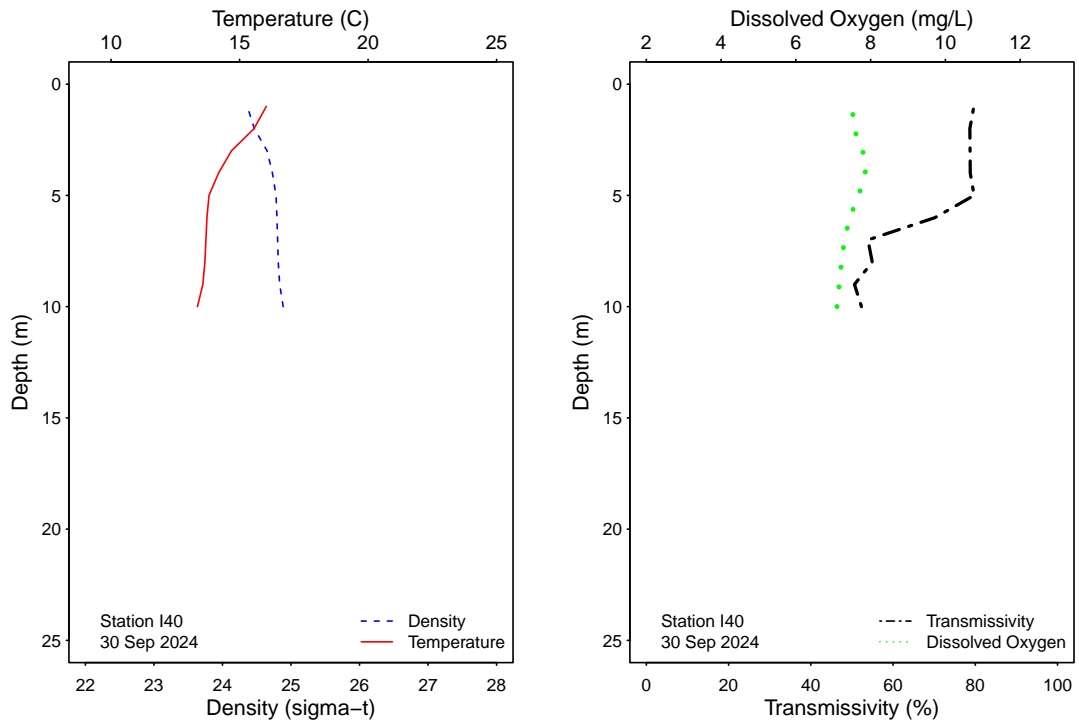 Temperature (C)
10 15 20 25
0
5
10
15
20
25
Depth (m)
Station I40
30 Sep 2024
Density
Temperature
22 23 24 25 26 27 28
Density (sigma−t)
Dissolved Oxygen (mg/L)
2 4 6 8 10 12
0
5
10
15
20
25
Depth (m)
Station I40
30 Sep 2024
Transmissivity
Dissolved Oxygen
0 20 40 60 80 100
Transmissivity (%)